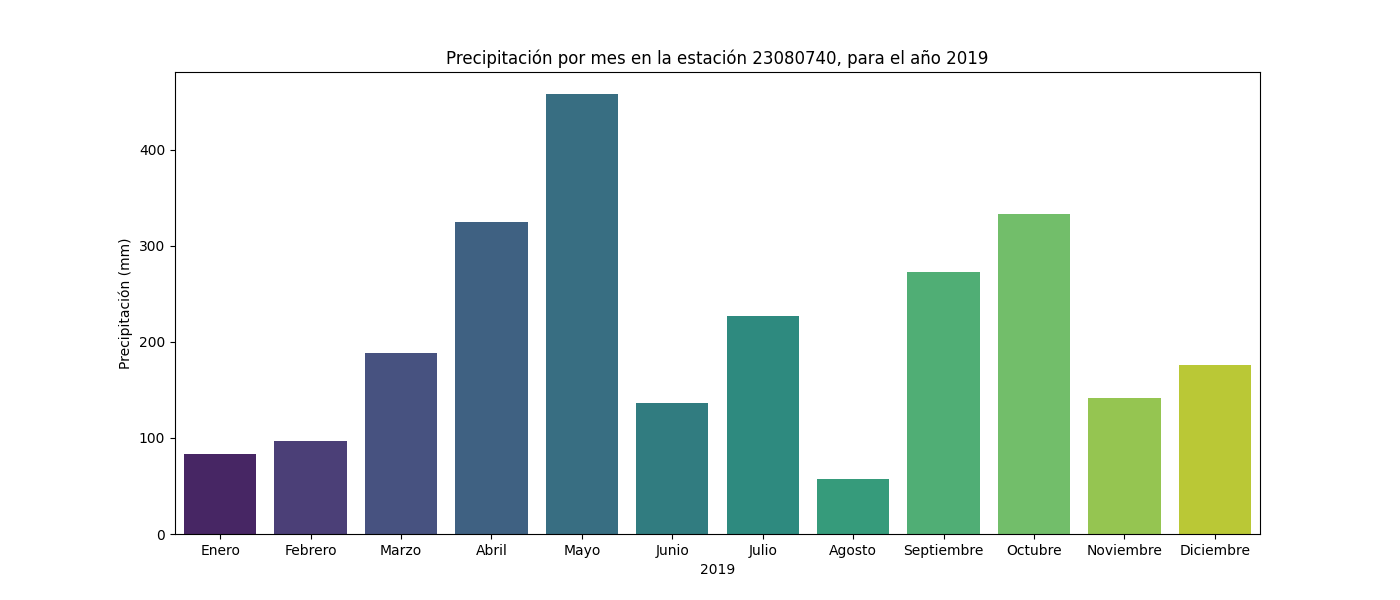 Precipitación por mes en la estación 23080740, para el año 2019
Precipitación (mm)
400
300
200
100
0
Enero Febrero Marzo Abril Mayo Junio Julio Agosto Septiembre Octubre Noviembre Diciembre
2019